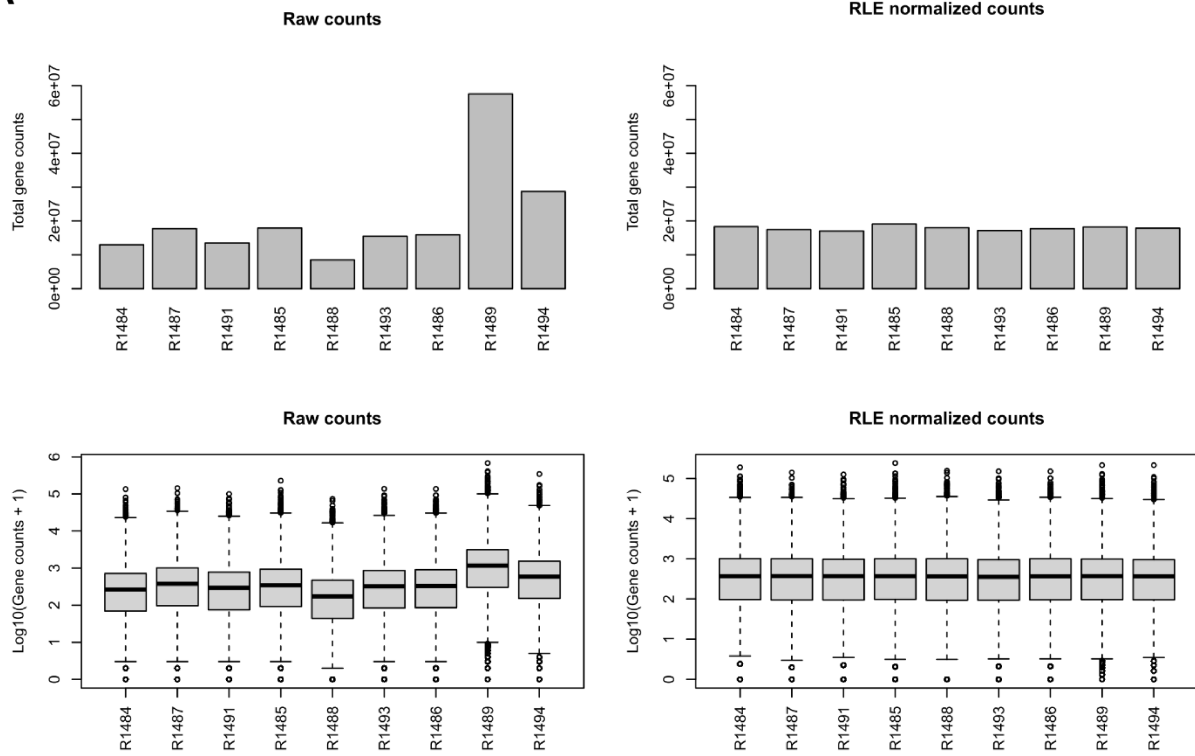 Raw counts
Total gene counts
6e+07
4e+07
2e+07
0e+00
R1484 R1487 R1491 R1485 R1488 R1493 R1486 R1489 R1494
RLE normalized counts
Total gene counts
6e+07
4e+07
2e+07
0e+00
R1484 R1487 R1491 R1485 R1488 R1493 R1486 R1489 R1494
Raw counts
Log10(Gene counts + 1)
6
5
4
3
2
1
0
R1484 R1487 R1491 R1485 R1488 R1493 R1486 R1489 R1494
RLE normalized counts
Log10(Gene counts + 1)
5
4
3
2
1
0
R1484 R1487 R1491 R1485 R1488 R1493 R1486 R1489 R1494